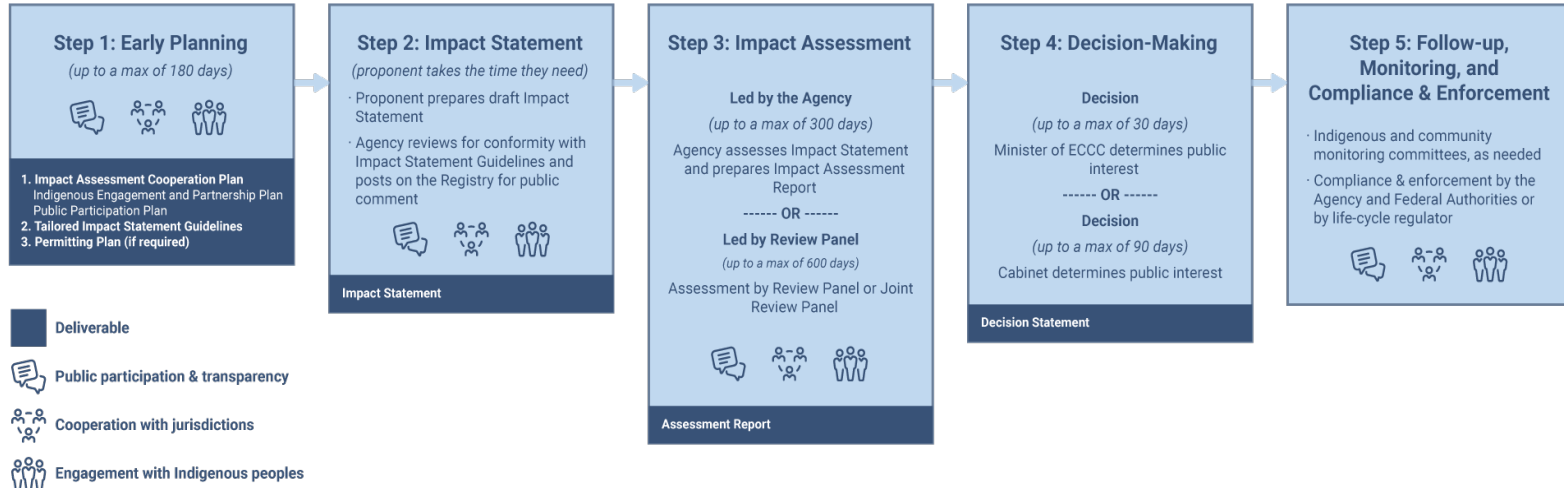 Step 1: Early Planning
(up to a max of 180 days)
1. Impact Assessment Cooperation Plan
Indigenous Engagement and Partnership Plan
Public Participation Plan
2. Tailored Impact Statement Guidelines
3. Permitting Plan (if required)
Step 2: Impact Statement
(proponent takes the time they need)
· Proponent prepares draft Impact
Statement
· Agency reviews for conformity with
Impact Statement Guidelines and
posts on the Registry for public
comment
Impact Statement
Step 3: Impact Assessment
Led by the Agency
(up to a max of 300 days)
Agency assesses Impact Statement
and prepares Impact Assessment
Report
------ OR ------
Led by Review Panel
(up to a max of 600 days)
Assessment by Review Panel or Joint
Review Panel
Assessment Report
Step 4: Decision-Making
Decision
(up to a max of 30 days)
Minister of ECCC determines public
interest
------ OR ------
Decision
(up to a max of 90 days)
Cabinet determines public interest
Decision Statement
Step 5: Follow-up,
Monitoring, and
Compliance & Enforcement
· Indigenous and community
monitoring committees, as needed
· Compliance & enforcement by the
Agency and Federal Authorities or
by life-cycle regulator
Deliverable
Public participation & transparency
Cooperation with jurisdictions
Engagement with Indigenous peoples